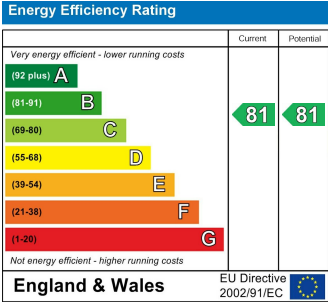 Energy Efficiency Rating
Current Potential
Very energy efficient - lower running costs
(92 plus) A
(81-91) B
81 81
(69-80) C
(55-68) D
(39-54) E
(21-38) F
(1-20) G
Not energy efficient - higher running costs
England & Wales
EU Directive
2002/91/EC